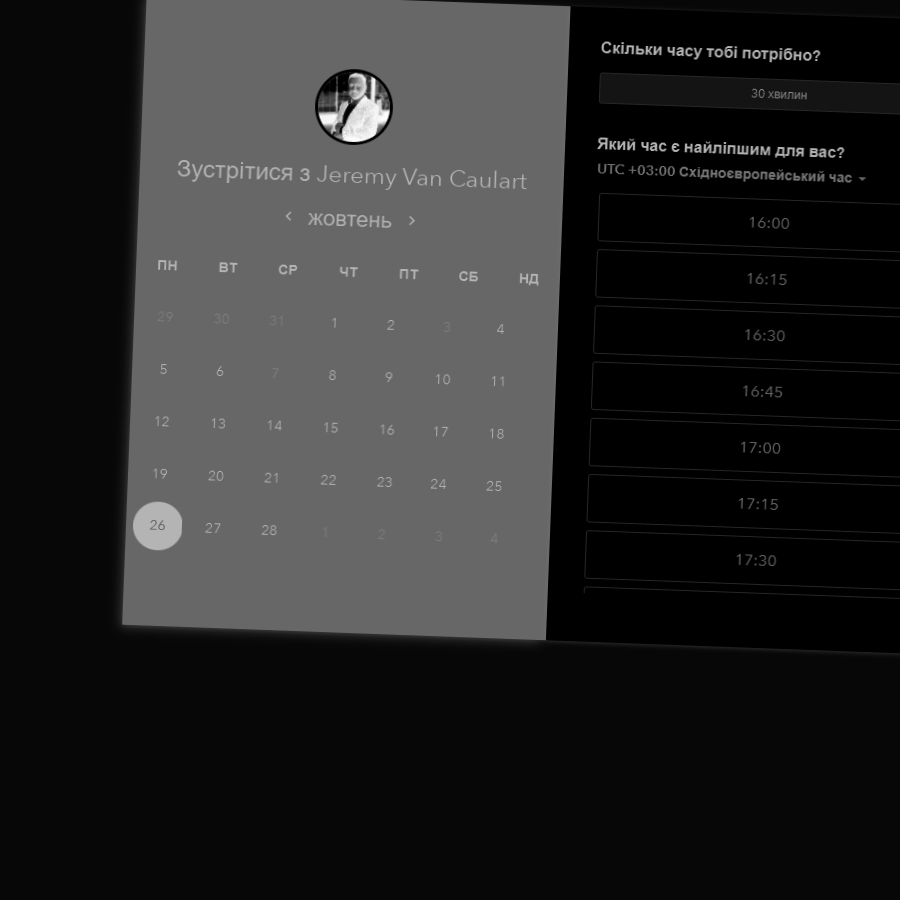 Зустрітися з Jeremy Van Caulart
‹ жовтень ›
ПН ВТ СР ЧТ ПТ СБ НД
29 30 31 1 2 3 4
5 6 7 8 9 10 11
12 13 14 15 16 17 18
19 20 21 22 23 24 25
26 27 28 1 2 3 4
Скільки часу тобі потрібно?
30 хвилин
Який час є найліпшим для вас?
UTC +03:00 Східноєвропейський час
16:00
16:15
16:30
16:45
17:00
17:15
17:30